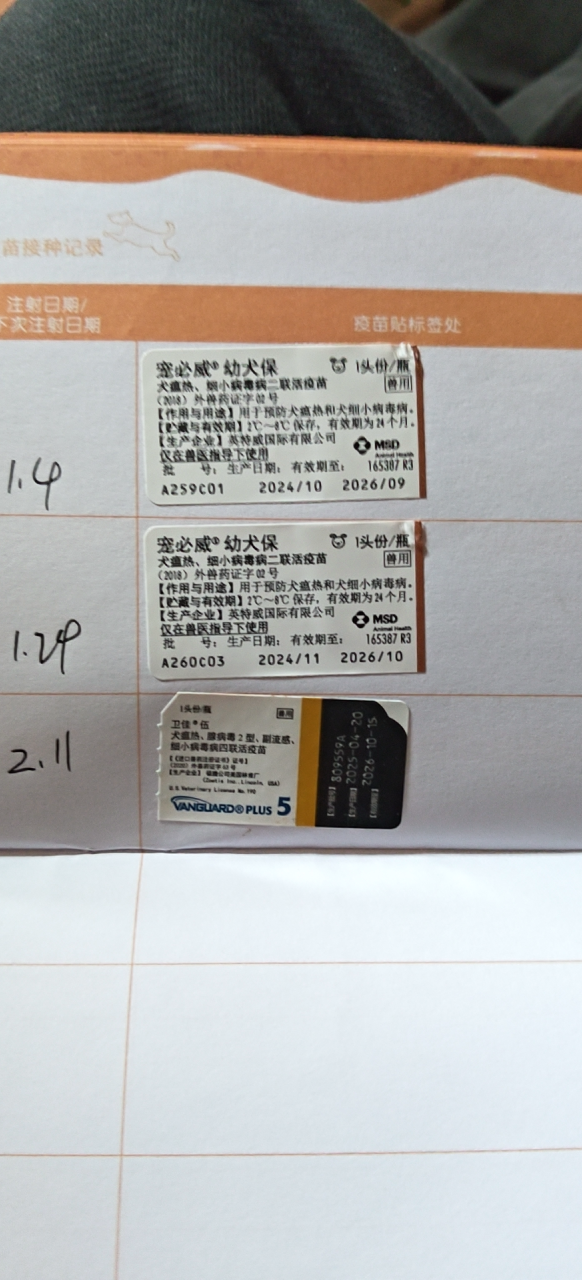 苗接种记录
注射日期/
下次注射日期
疫苗贴标签处
1.4
宠必威® 幼犬保
1头份/瓶
犬瘟热、细小病毒病二联活疫苗
兽用
(2018)外兽药证字02号
【作用与用途】用于预防犬瘟热和犬细小病毒病。
【贮藏与有效期】2℃~8℃保存，有效期为24个月。
【生产企业】英特威国际有限公司
MSD
Animal Health
仅在兽医指导下使用
批 号: 生产日期: 有效期至: 165387 R3
A259C01 2024/10 2026/09
1.24
宠必威® 幼犬保
1头份/瓶
犬瘟热、细小病毒病二联活疫苗
兽用
(2018)外兽药证字02号
【作用与用途】用于预防犬瘟热和犬细小病毒病。
【贮藏与有效期】2℃~8℃保存，有效期为24个月。
【生产企业】英特威国际有限公司
MSD
Animal Health
仅在兽医指导下使用
批 号: 生产日期: 有效期至: 165387 R3
A260C03 2024/11 2026/10
2.11
1头份/瓶
兽用
卫佳®伍
犬瘟热、腺病毒2型、副流感、
细小病毒病四联活疫苗
(Zoetis Inc., Lincoln, USA)
U.S Veterinary License No.190
VANGUARD® PLUS 5
809559A
2025-04-20
2026-10-15